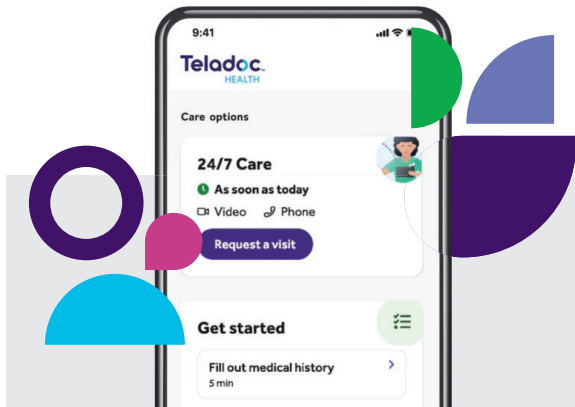 9:41
Teladoc™
HEALTH
Care options
24/7 Care
As soon as today
Video Phone
Request a visit
Get started
Fill out medical history
5 min